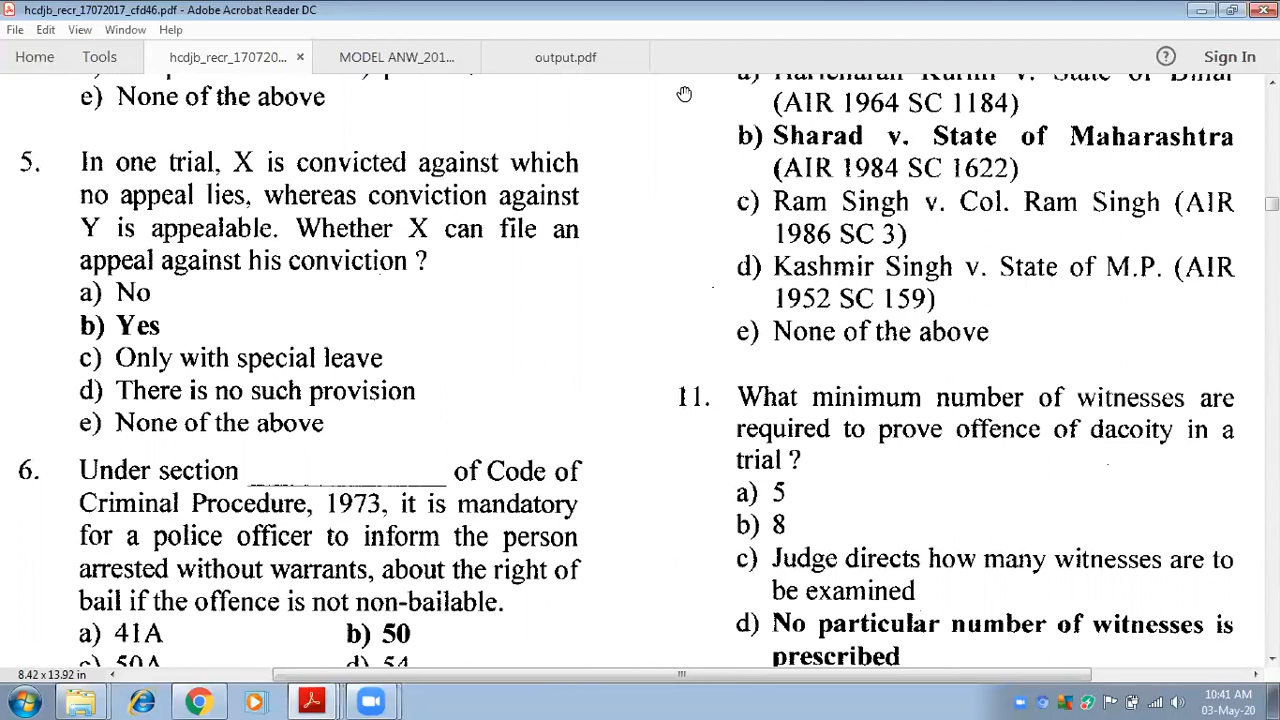 hcdjb_recr_17072017_cfd46.pdf - Adobe Acrobat Reader DC
File Edit View Window Help
Home Tools hcdjb_recr_170720... × MODEL ANW_201... output.pdf ? Sign In
e) None of the above
5. In one trial, X is convicted against which
no appeal lies, whereas conviction against
Y is appealable. Whether X can file an
appeal against his conviction ?
a) No
b) Yes
c) Only with special leave
d) There is no such provision
e) None of the above
6. Under section ____________ of Code of
Criminal Procedure, 1973, it is mandatory
for a police officer to inform the person
arrested without warrants, about the right of
bail if the offence is not non-bailable.
a) 41A b) 50
c) 50A d) 54
a) Haricharan Kurmi v. State of Bihar
(AIR 1964 SC 1184)
b) Sharad v. State of Maharashtra
(AIR 1984 SC 1622)
c) Ram Singh v. Col. Ram Singh (AIR
1986 SC 3)
d) Kashmir Singh v. State of M.P. (AIR
1952 SC 159)
e) None of the above
11. What minimum number of witnesses are
required to prove offence of dacoity in a
trial ?
a) 5
b) 8
c) Judge directs how many witnesses are to
be examined
d) No particular number of witnesses is
prescribed
8.42 x 13.92 in
10:41 AM
03-May-20